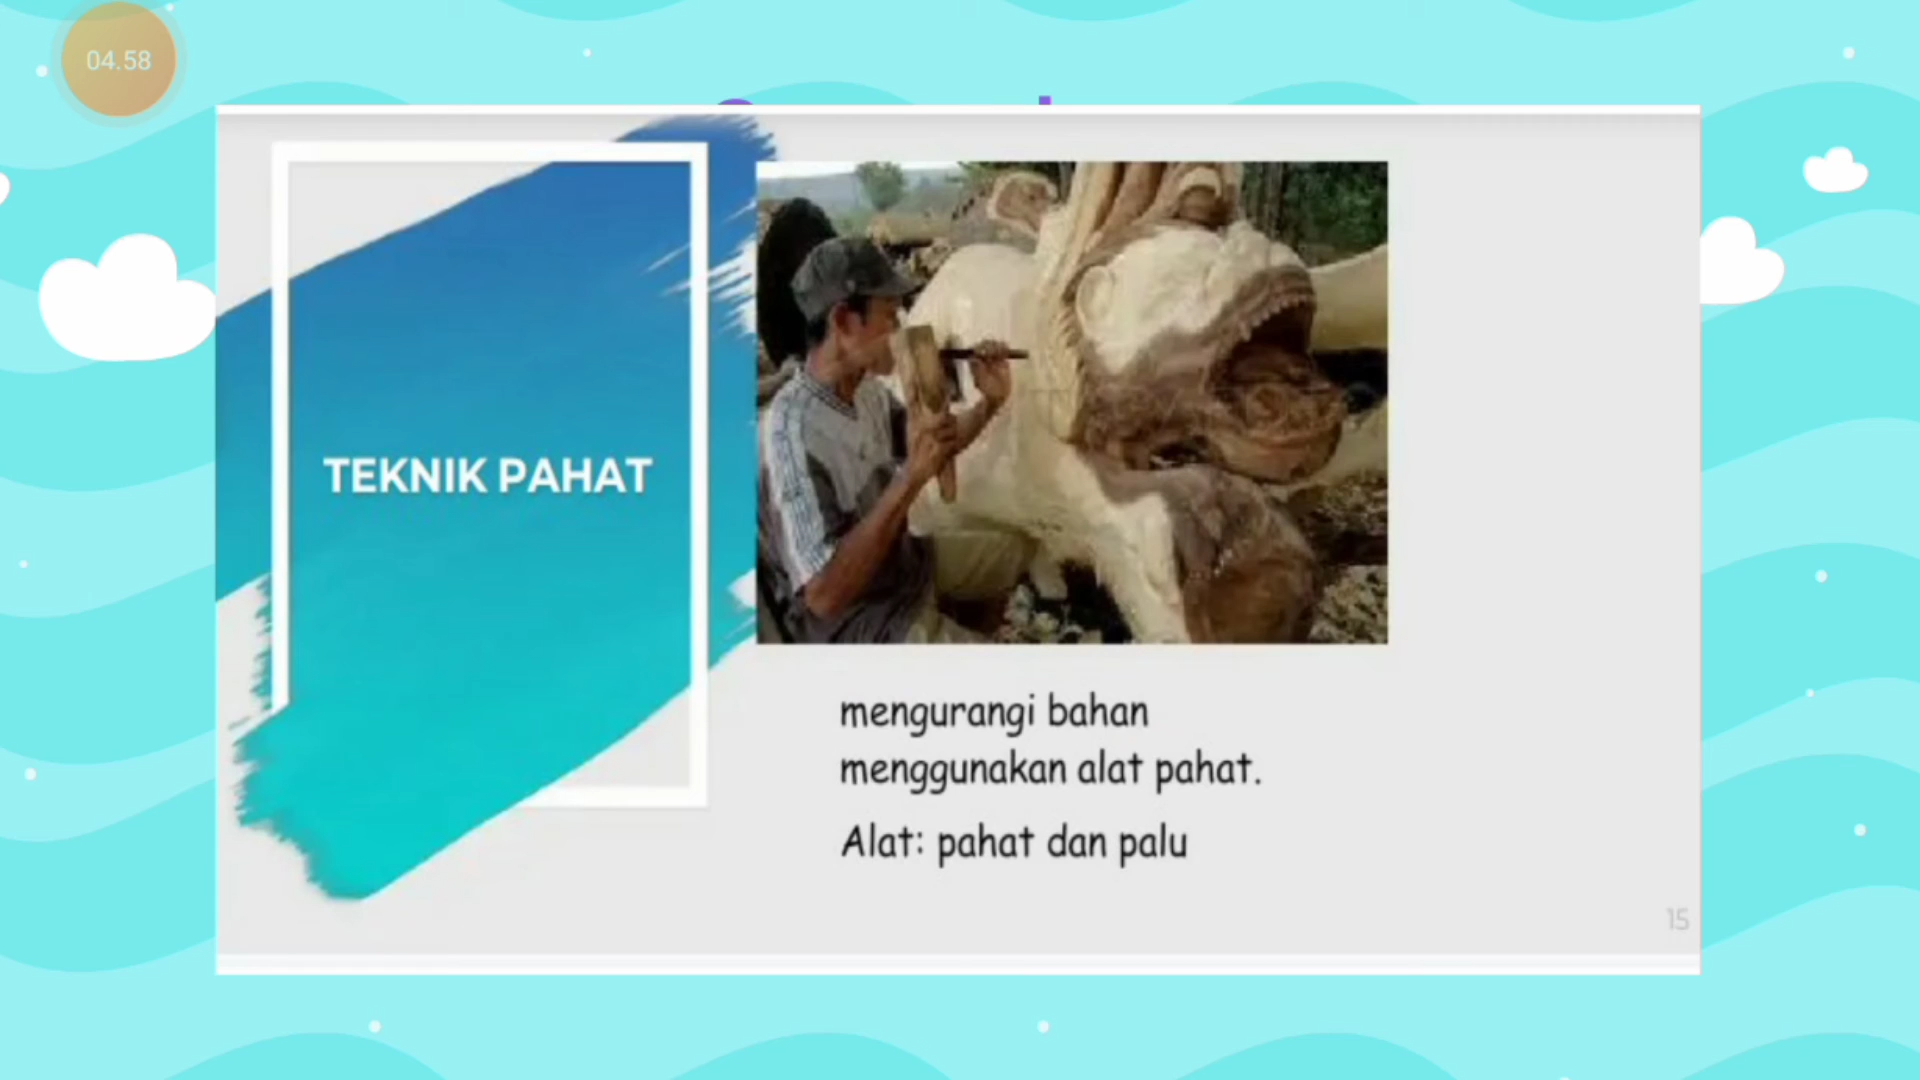 04.58
TEKNIK PAHAT
mengurangi bahan
menggunakan alat pahat.
Alat: pahat dan palu
15